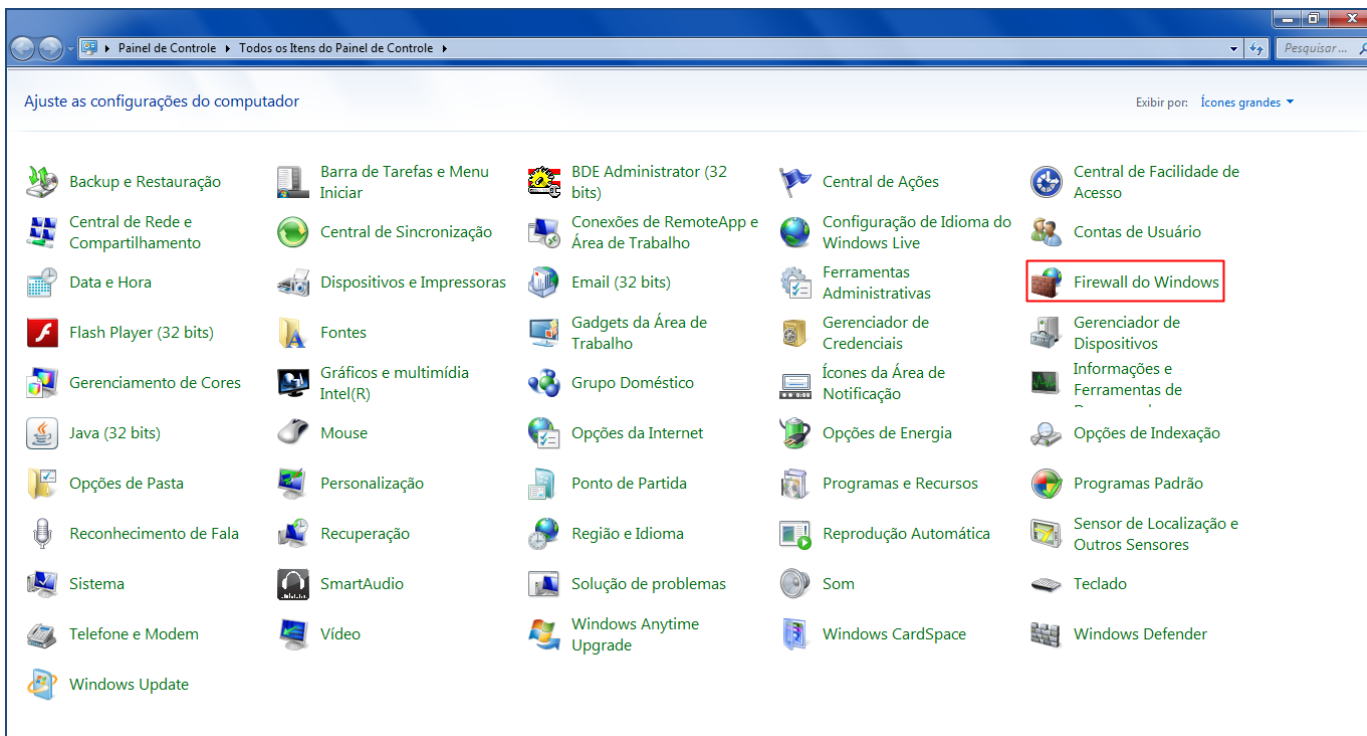 Painel de Controle Todos os Itens do Painel de Controle Pesquisar...
Ajuste as configurações do computador Exibir por: Ícones grandes
Backup e Restauração
Barra de Tarefas e Menu
Iniciar
BDE Administrator (32
bits)
Central de Ações
Central de Facilidade de
Acesso
Central de Rede e
Compartilhamento
Central de Sincronização
Conexões de RemoteApp e
Área de Trabalho
Configuração de Idioma do
Windows Live
Contas de Usuário
Data e Hora
Dispositivos e Impressoras
Email (32 bits)
Ferramentas
Administrativas
Firewall do Windows
Flash Player (32 bits)
Fontes
Gadgets da Área de
Trabalho
Gerenciador de
Credenciais
Gerenciador de
Dispositivos
Gerenciamento de Cores
Gráficos e multimídia
Intel(R)
Grupo Doméstico
Ícones da Área de
Notificação
Informações e
Ferramentas de
Java (32 bits)
Mouse
Opções da Internet
Opções de Energia
Opções de Indexação
Opções de Pasta
Personalização
Ponto de Partida
Programas e Recursos
Programas Padrão
Reconhecimento de Fala
Recuperação
Região e Idioma
Reprodução Automática
Sensor de Localização e
Outros Sensores
Sistema
SmartAudio
Solução de problemas
Som
Teclado
Telefone e Modem
Vídeo
Windows Anytime
Upgrade
Windows CardSpace
Windows Defender
Windows Update